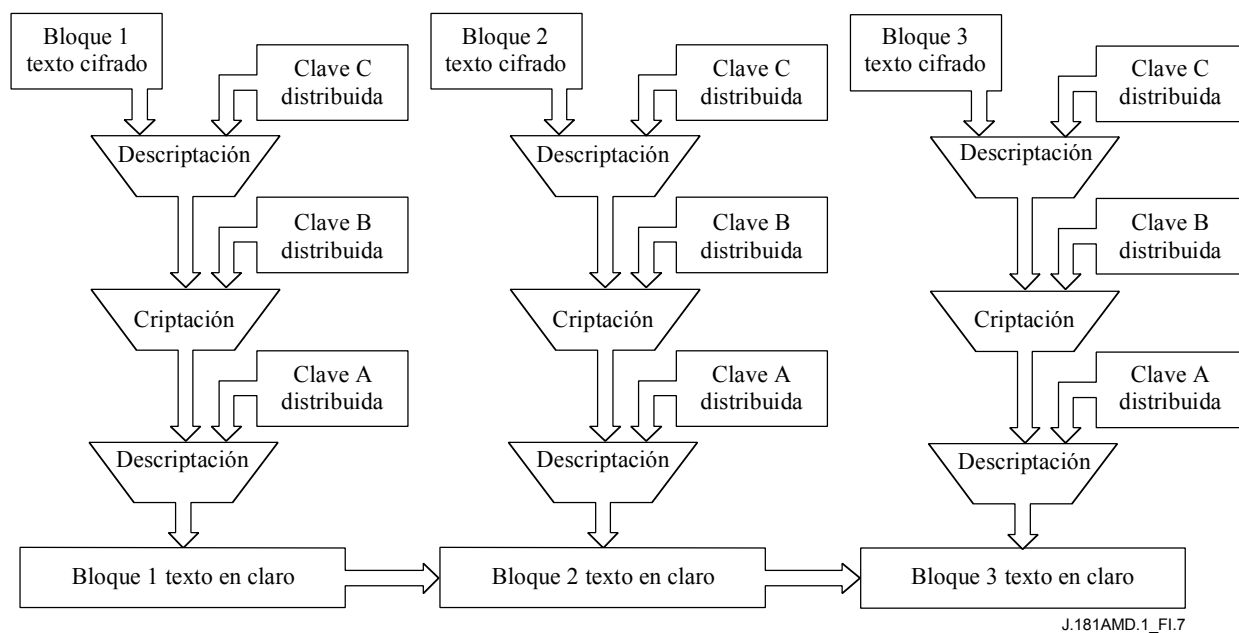 Bloque 1
texto cifrado
Clave C
distribuida
Descriptación
Clave B
distribuida
Criptación
Clave A
distribuida
Descriptación
Bloque 1 texto en claro
Bloque 2
texto cifrado
Clave C
distribuida
Descriptación
Clave B
distribuida
Criptación
Clave A
distribuida
Descriptación
Bloque 2 texto en claro
Bloque 3
texto cifrado
Clave C
distribuida
Descriptación
Clave B
distribuida
Criptación
Clave A
distribuida
Descriptación
Bloque 3 texto en claro
J.181AMD.1_FI.7